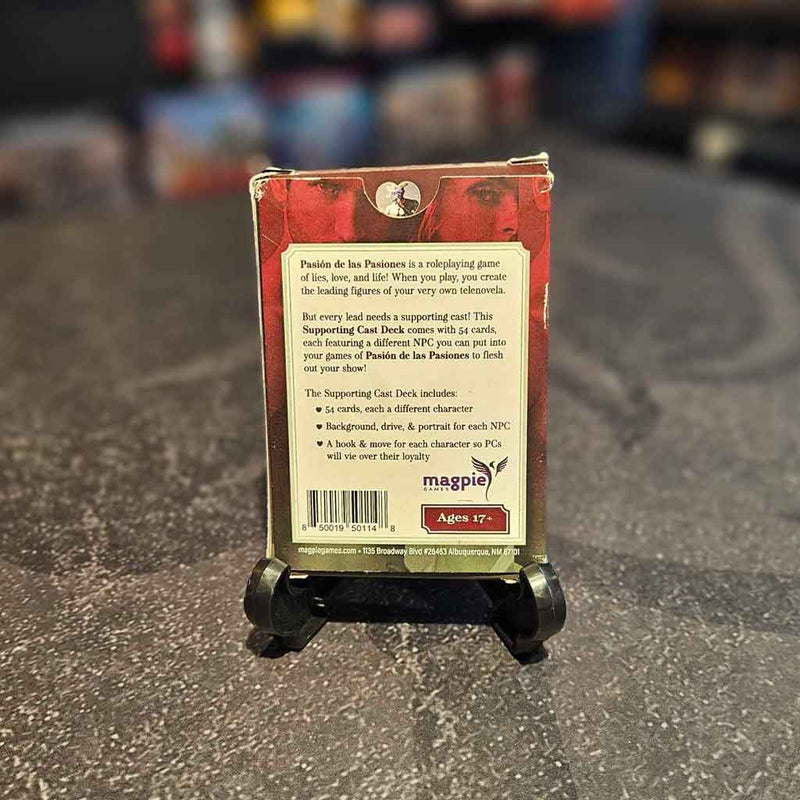 Pasión de las Pasiones is a roleplaying game
of lies, love, and life! When you play, you create
the leading figures of your very own telenovela.
But every lead needs a supporting cast! This
Supporting Cast Deck comes with 54 cards,
each featuring a different NPC you can put into
your games of Pasión de las Pasiones to flesh
out your show!
The Supporting Cast Deck includes:
54 cards, each a different character
Background, drive, & portrait for each NPC
A hook & move for each character so PCs
will vie over their loyalty
magpie
GAMES
8 50019 50114 8
Ages 17+
magpiegames.com • 1135 Broadway Blvd #26463 Albuquerque, NM 87101